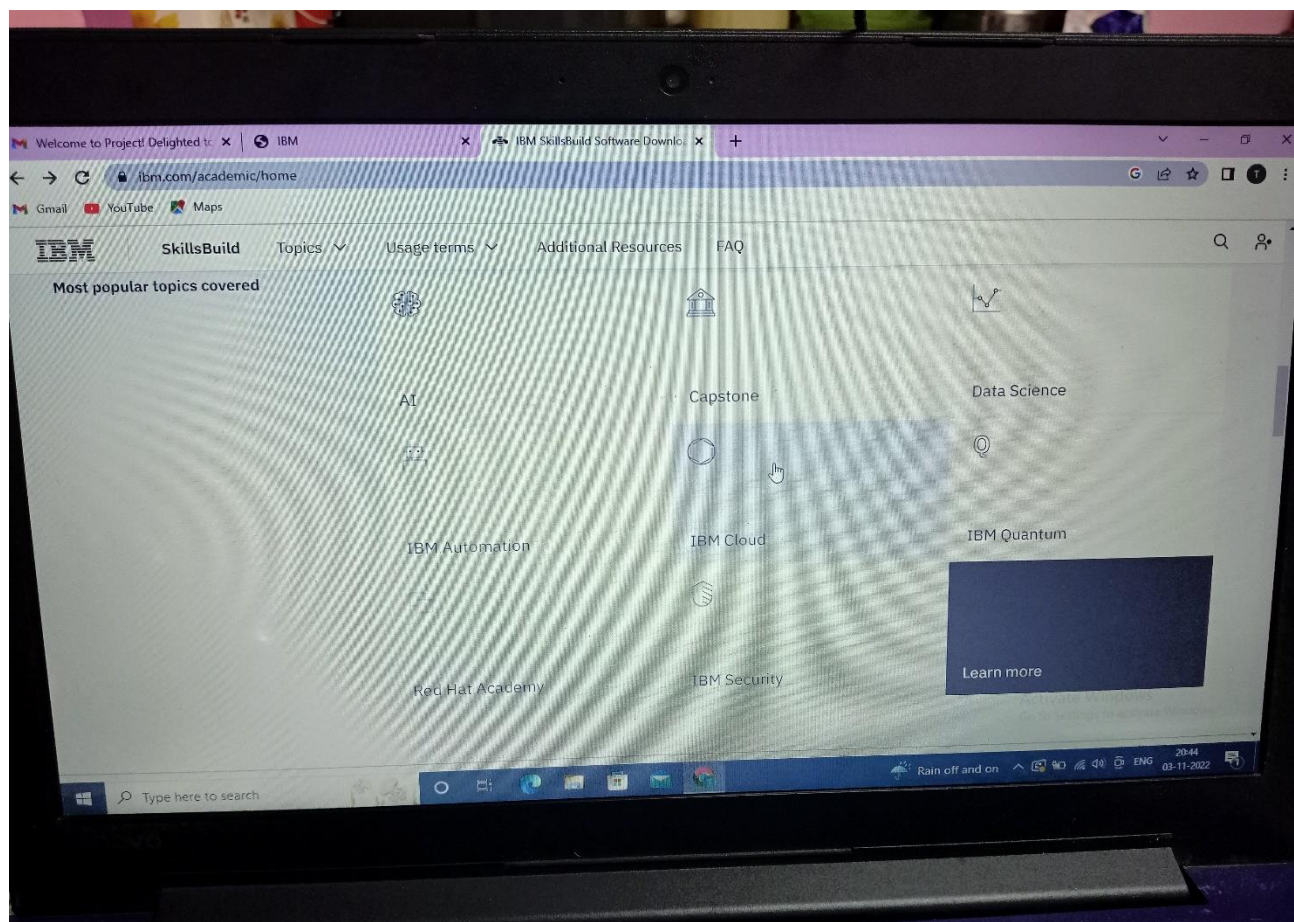 Welcome to Project! Delighted tc
IBM
IBM SkillsBuild Software Downloa
ibm.com/academic/home
Gmail YouTube Maps
IBM SkillsBuild Topics Usage terms Additional Resources FAQ
Most popular topics covered
AI Capstone Data Science
IBM Automation IBM Cloud IBM Quantum
Red Hat Academy IBM Security Learn more
Activate Windows
Type here to search
Rain off and on ENG 20:44
03-11-2022